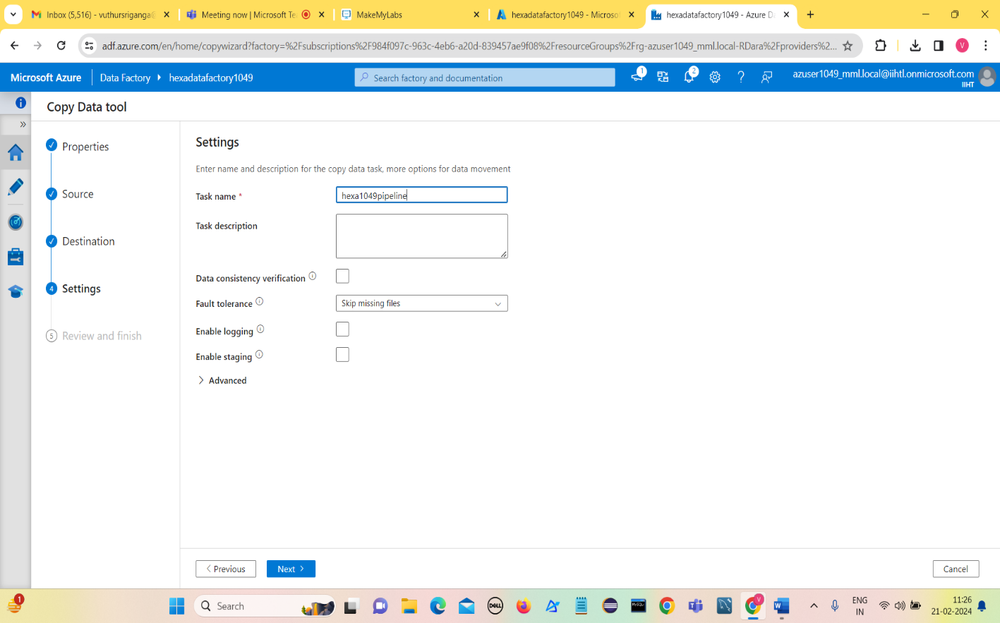 Inbox (5,516) - vuthursriganga@
Meeting now | Microsoft Te
MakeMyLabs
hexadatafactory1049 - Microsof
hexadatafactory1049 - Azure Da
adf.azure.com/en/home/copywizard?factory=%2Fsubscriptions%2F984f097c-963c-4eb6-a20d-839457ae9f08%2FresourceGroups%2Frg-azuser1049_mml.local-RDara%2Fproviders%2...
V
Microsoft Azure
Data Factory
hexadatafactory1049
Search factory and documentation
1
2
azuser1049_mml.local@iihtl.onmicrosoft.com
IIHT
Copy Data tool
Properties
Source
Destination
4 Settings
5 Review and finish
Settings
Enter name and description for the copy data task, more options for data movement
Task name *
hexa1049pipeline
Task description
Data consistency verification
Fault tolerance
Skip missing files
Enable logging
Enable staging
Advanced
Previous
Next
Cancel
1
Search
DELL
MySQL
V
W
ENG
IN
11:26
21-02-2024